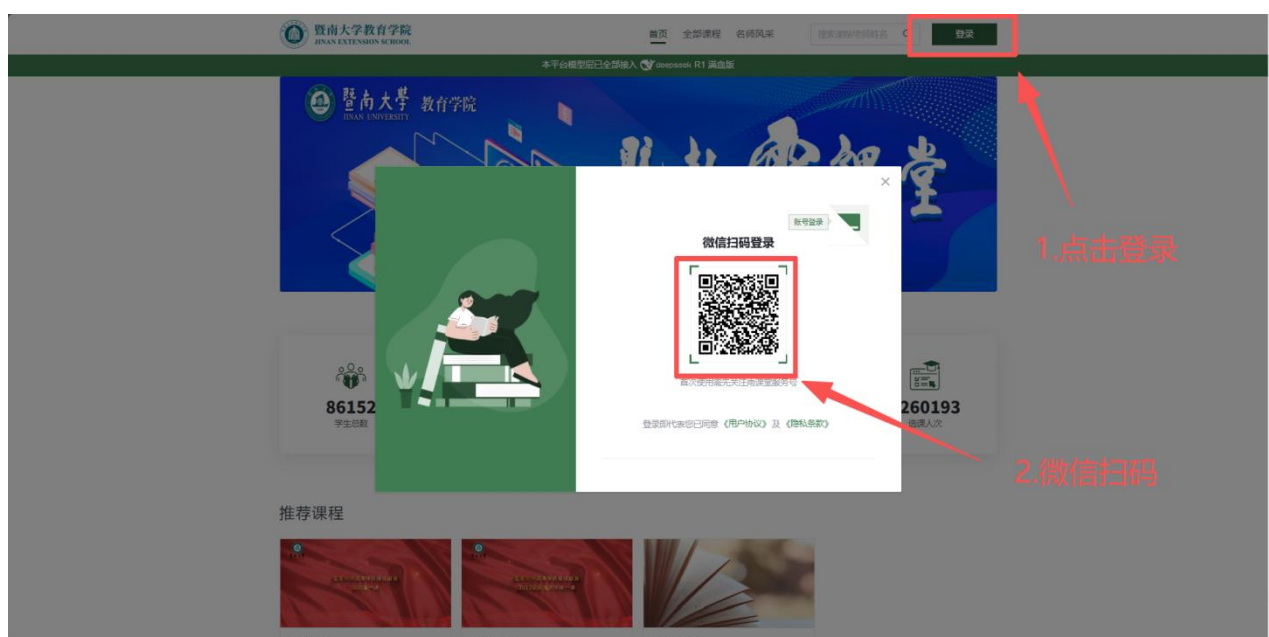 暨南大学教育学院
JINAN EXTENSION SCHOOL
首页 全部课程 名师风采
登录
本平台模型层已全部接入 deepseek R1 满血版
暨南大学 教育学院
JINAN UNIVERSITY
雨课堂
账号登录
微信扫码登录
1.点击登录
首次使用需先关注雨课堂服务号
86152
学生总数
260193
选课人次
登录即代表您已同意《用户协议》及《隐私条款》
2.微信扫码
推荐课程